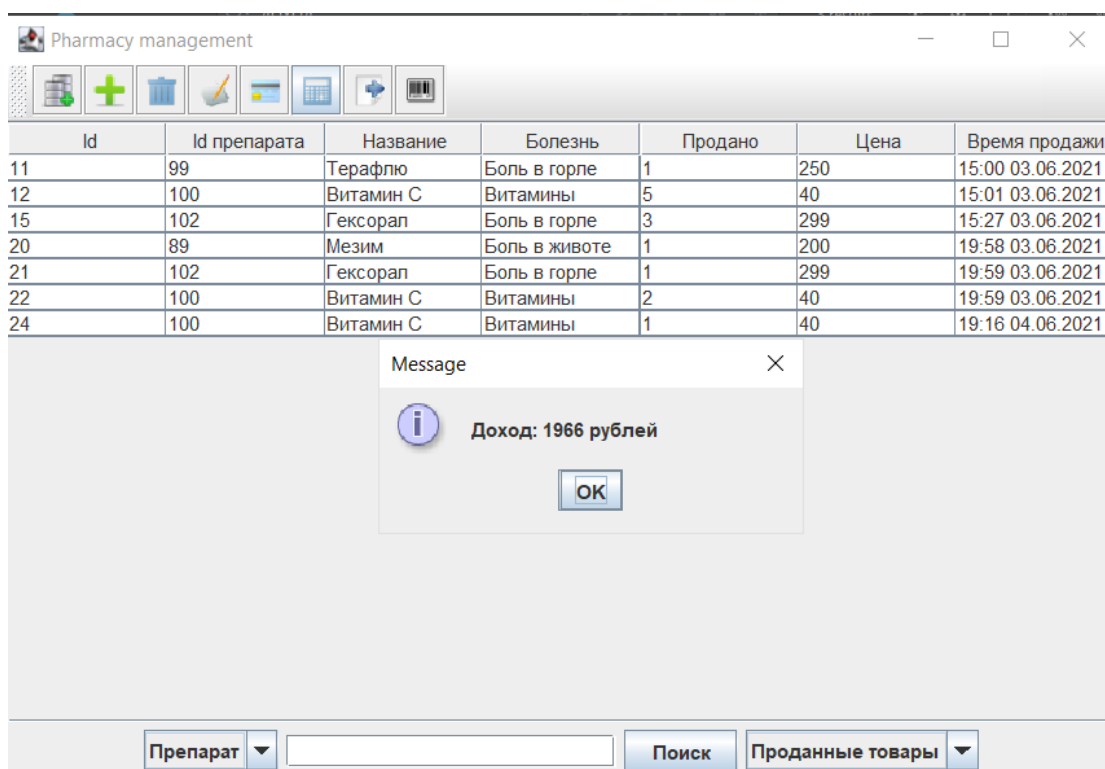 Pharmacy management
Id Id препарата Название Болезнь Продано Цена Время продажи
11 99 Терафлю Боль в горле 1 250 15:00 03.06.2021
12 100 Витамин С Витамины 5 40 15:01 03.06.2021
15 102 Гексорал Боль в горле 3 299 15:27 03.06.2021
20 89 Мезим Боль в животе 1 200 19:58 03.06.2021
21 102 Гексорал Боль в горле 1 299 19:59 03.06.2021
22 100 Витамин С Витамины 2 40 19:59 03.06.2021
24 100 Витамин С Витамины 1 40 19:16 04.06.2021
Message
Доход: 1966 рублей
OK
Препарат Поиск Проданные товары